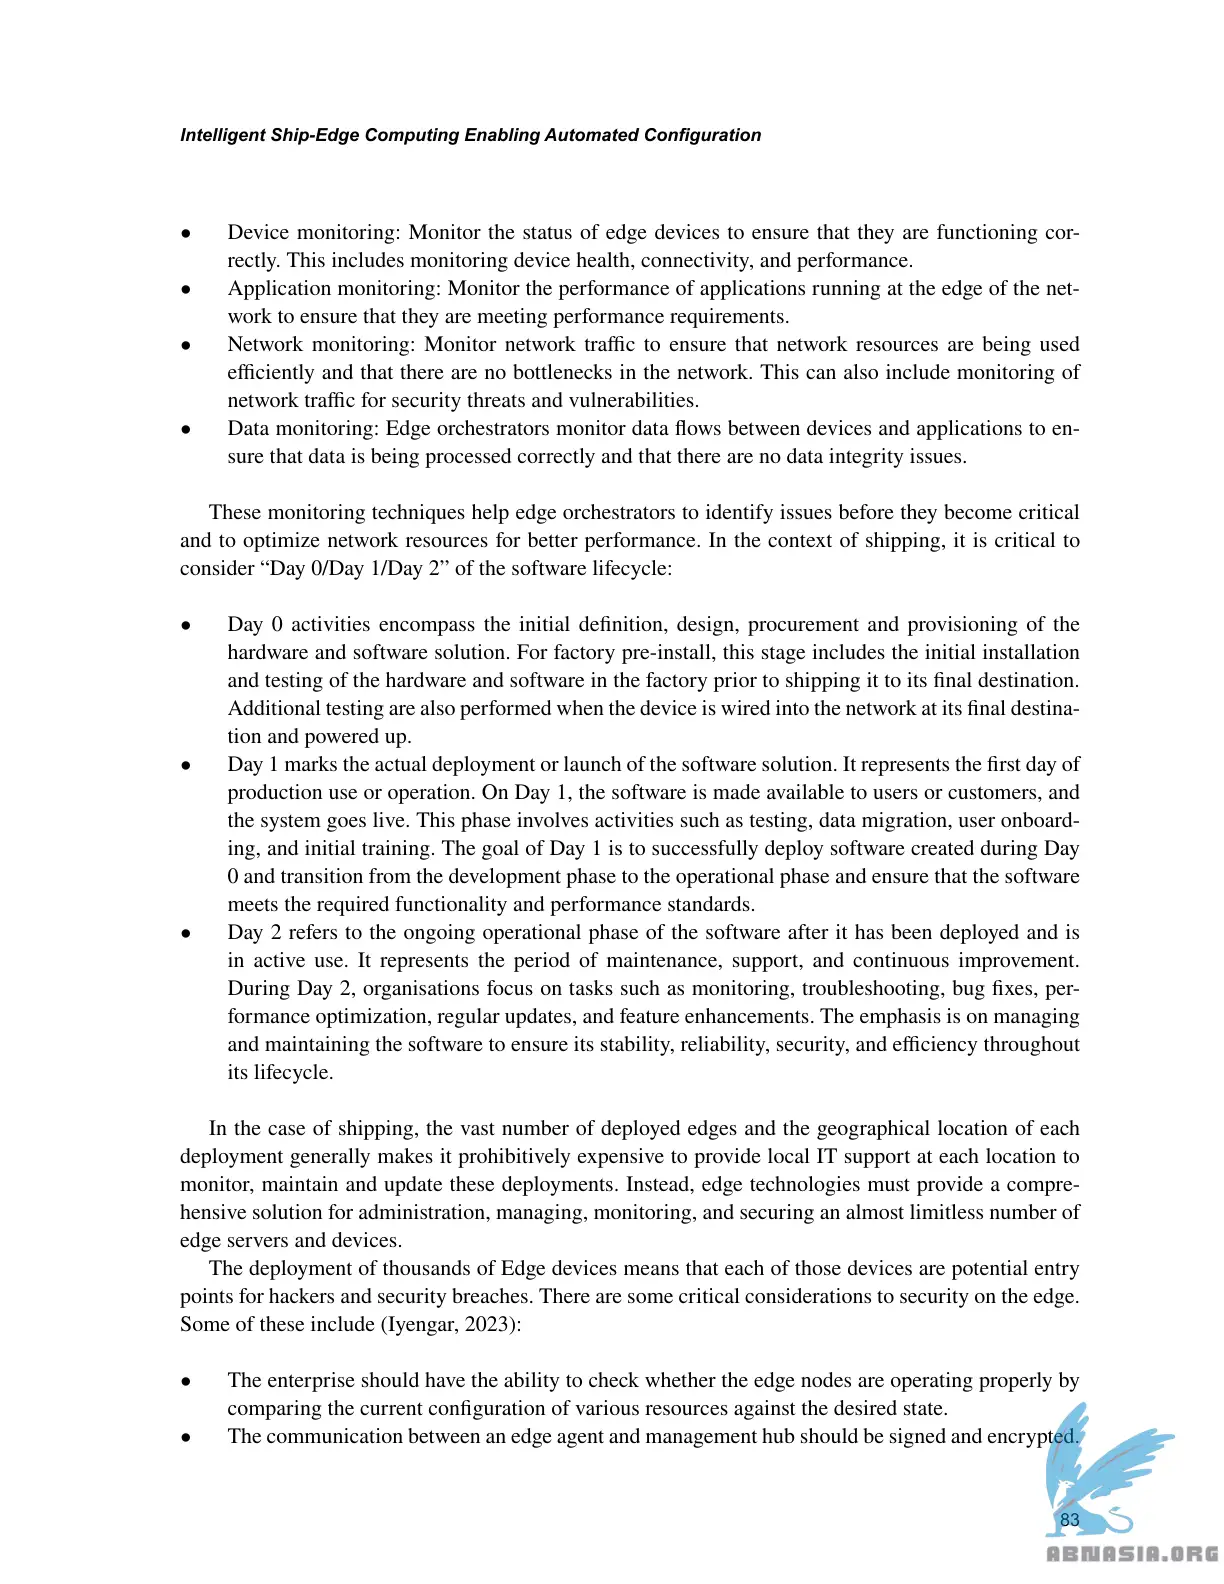 Intelligent Ship-Edge Computing Enabling Automated Configuration
● Device monitoring: Monitor the status of edge devices to ensure that they are functioning cor-
rectly. This includes monitoring device health, connectivity, and performance.
● Application monitoring: Monitor the performance of applications running at the edge of the net-
work to ensure that they are meeting performance requirements.
● Network monitoring: Monitor network traffic to ensure that network resources are being used
efficiently and that there are no bottlenecks in the network. This can also include monitoring of
network traffic for security threats and vulnerabilities.
● Data monitoring: Edge orchestrators monitor data flows between devices and applications to en-
sure that data is being processed correctly and that there are no data integrity issues.
These monitoring techniques help edge orchestrators to identify issues before they become critical
and to optimize network resources for better performance. In the context of shipping, it is critical to
consider “Day 0/Day 1/Day 2” of the software lifecycle:
● Day 0 activities encompass the initial definition, design, procurement and provisioning of the
hardware and software solution. For factory pre-install, this stage includes the initial installation
and testing of the hardware and software in the factory prior to shipping it to its final destination.
Additional testing are also performed when the device is wired into the network at its final destina-
tion and powered up.
● Day 1 marks the actual deployment or launch of the software solution. It represents the first day of
production use or operation. On Day 1, the software is made available to users or customers, and
the system goes live. This phase involves activities such as testing, data migration, user onboard-
ing, and initial training. The goal of Day 1 is to successfully deploy software created during Day
0 and transition from the development phase to the operational phase and ensure that the software
meets the required functionality and performance standards.
● Day 2 refers to the ongoing operational phase of the software after it has been deployed and is
in active use. It represents the period of maintenance, support, and continuous improvement.
During Day 2, organisations focus on tasks such as monitoring, troubleshooting, bug fixes, per-
formance optimization, regular updates, and feature enhancements. The emphasis is on managing
and maintaining the software to ensure its stability, reliability, security, and efficiency throughout
its lifecycle.
In the case of shipping, the vast number of deployed edges and the geographical location of each
deployment generally makes it prohibitively expensive to provide local IT support at each location to
monitor, maintain and update these deployments. Instead, edge technologies must provide a compre-
hensive solution for administration, managing, monitoring, and securing an almost limitless number of
edge servers and devices.
The deployment of thousands of Edge devices means that each of those devices are potential entry
points for hackers and security breaches. There are some critical considerations to security on the edge.
Some of these include (Iyengar, 2023):
● The enterprise should have the ability to check whether the edge nodes are operating properly by
comparing the current configuration of various resources against the desired state.
● The communication between an edge agent and management hub should be signed and encrypted.
83
ABNASIA.ORG